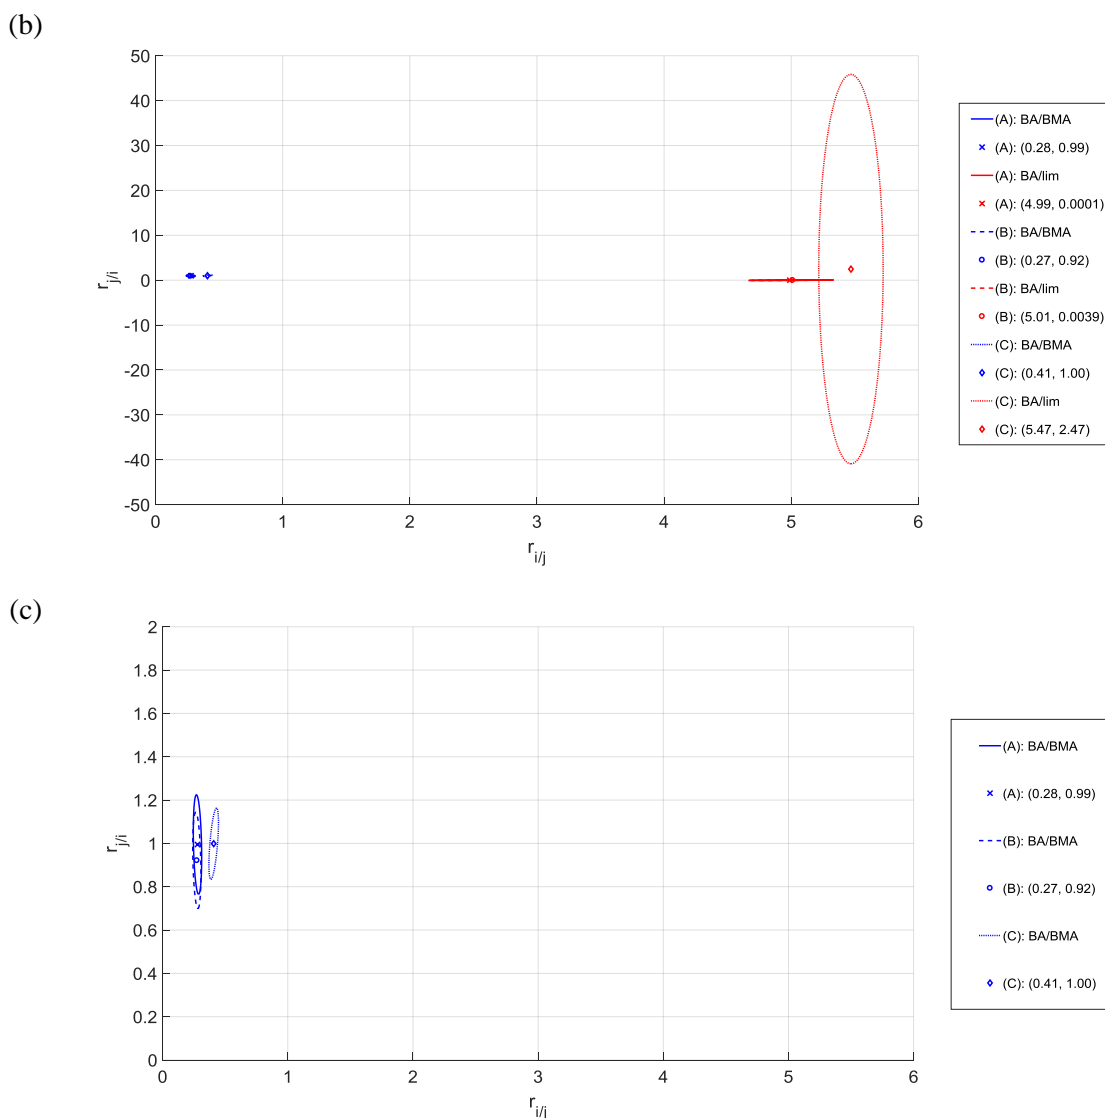 (b)
50
40
30
20
10
0
-10
-20
-30
-40
-50
r_{j/i}
0 1 2 3 4 5 6
r_{i/j}
(A): BA/BMA
(A): (0.28, 0.99)
(A): BA/lim
(A): (4.99, 0.0001)
(B): BA/BMA
(B): (0.27, 0.92)
(B): BA/lim
(B): (5.01, 0.0039)
(C): BA/BMA
(C): (0.41, 1.00)
(C): BA/lim
(C): (5.47, 2.47)
(c)
2
1.8
1.6
1.4
1.2
1
0.8
0.6
0.4
0.2
0
r_{j/i}
0 1 2 3 4 5 6
r_{i/j}
(A): BA/BMA
(A): (0.28, 0.99)
(B): BA/BMA
(B): (0.27, 0.92)
(C): BA/BMA
(C): (0.41, 1.00)